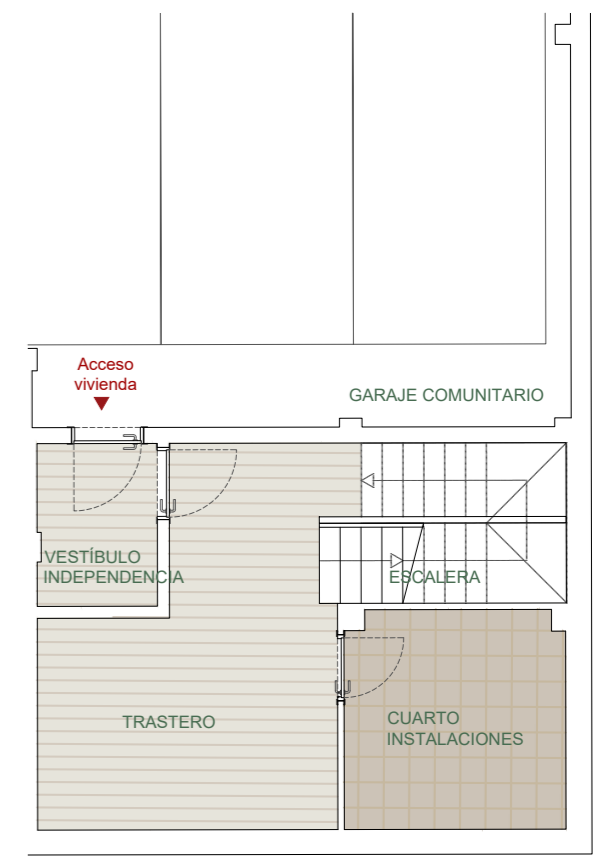 Acceso
vivienda
GARAJE COMUNITARIO
VESTÍBULO
INDEPENDENCIA
ESCALERA
TRASTERO
CUARTO
INSTALACIONES